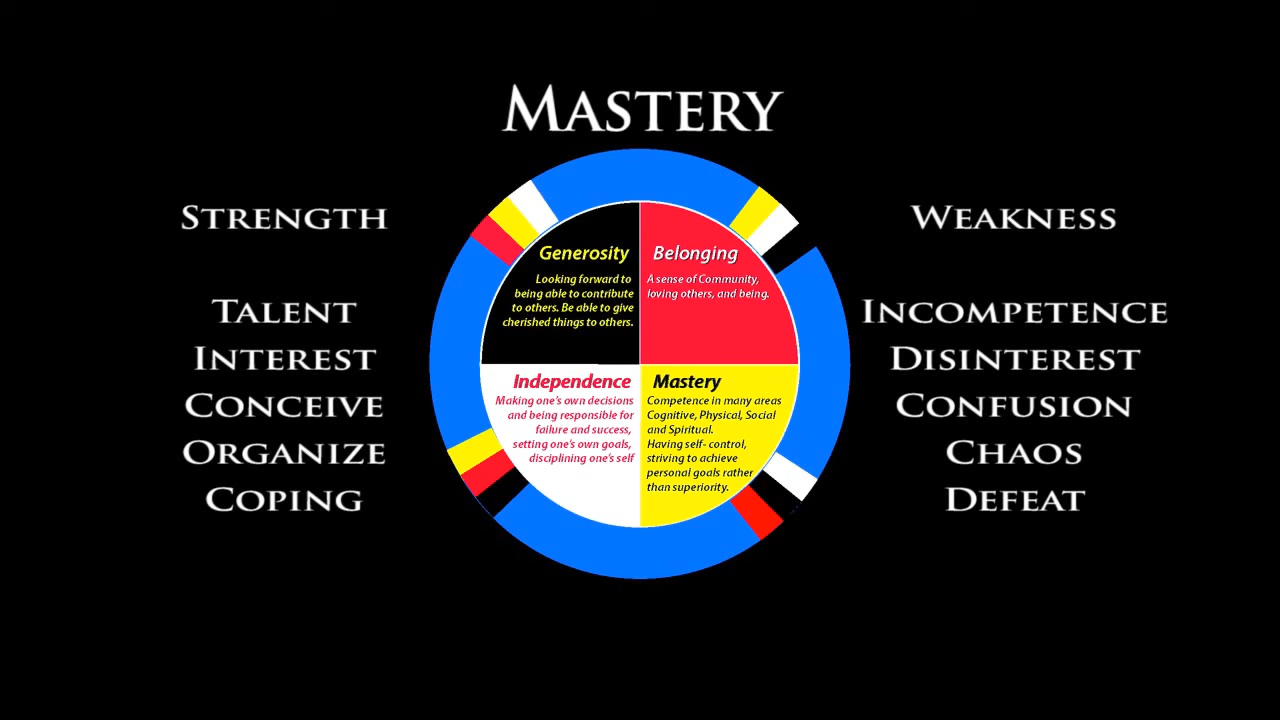 MASTERY
STRENGTH
TALENT
INTEREST
CONCEIVE
ORGANIZE
COPING
Generosity
Looking forward to
being able to contribute
to others. Be able to give
cherished things to others.
Belonging
A sense of Community,
loving others, and being.
Independence
Making one's own decisions
and being responsible for
failure and success,
setting one's own goals,
disciplining one's self
Mastery
Competence in many areas
Cognitive, Physical, Social
and Spiritual.
Having self- control,
striving to achieve
personal goals rather
than superiority.
WEAKNESS
INCOMPETENCE
DISINTEREST
CONFUSION
CHAOS
DEFEAT